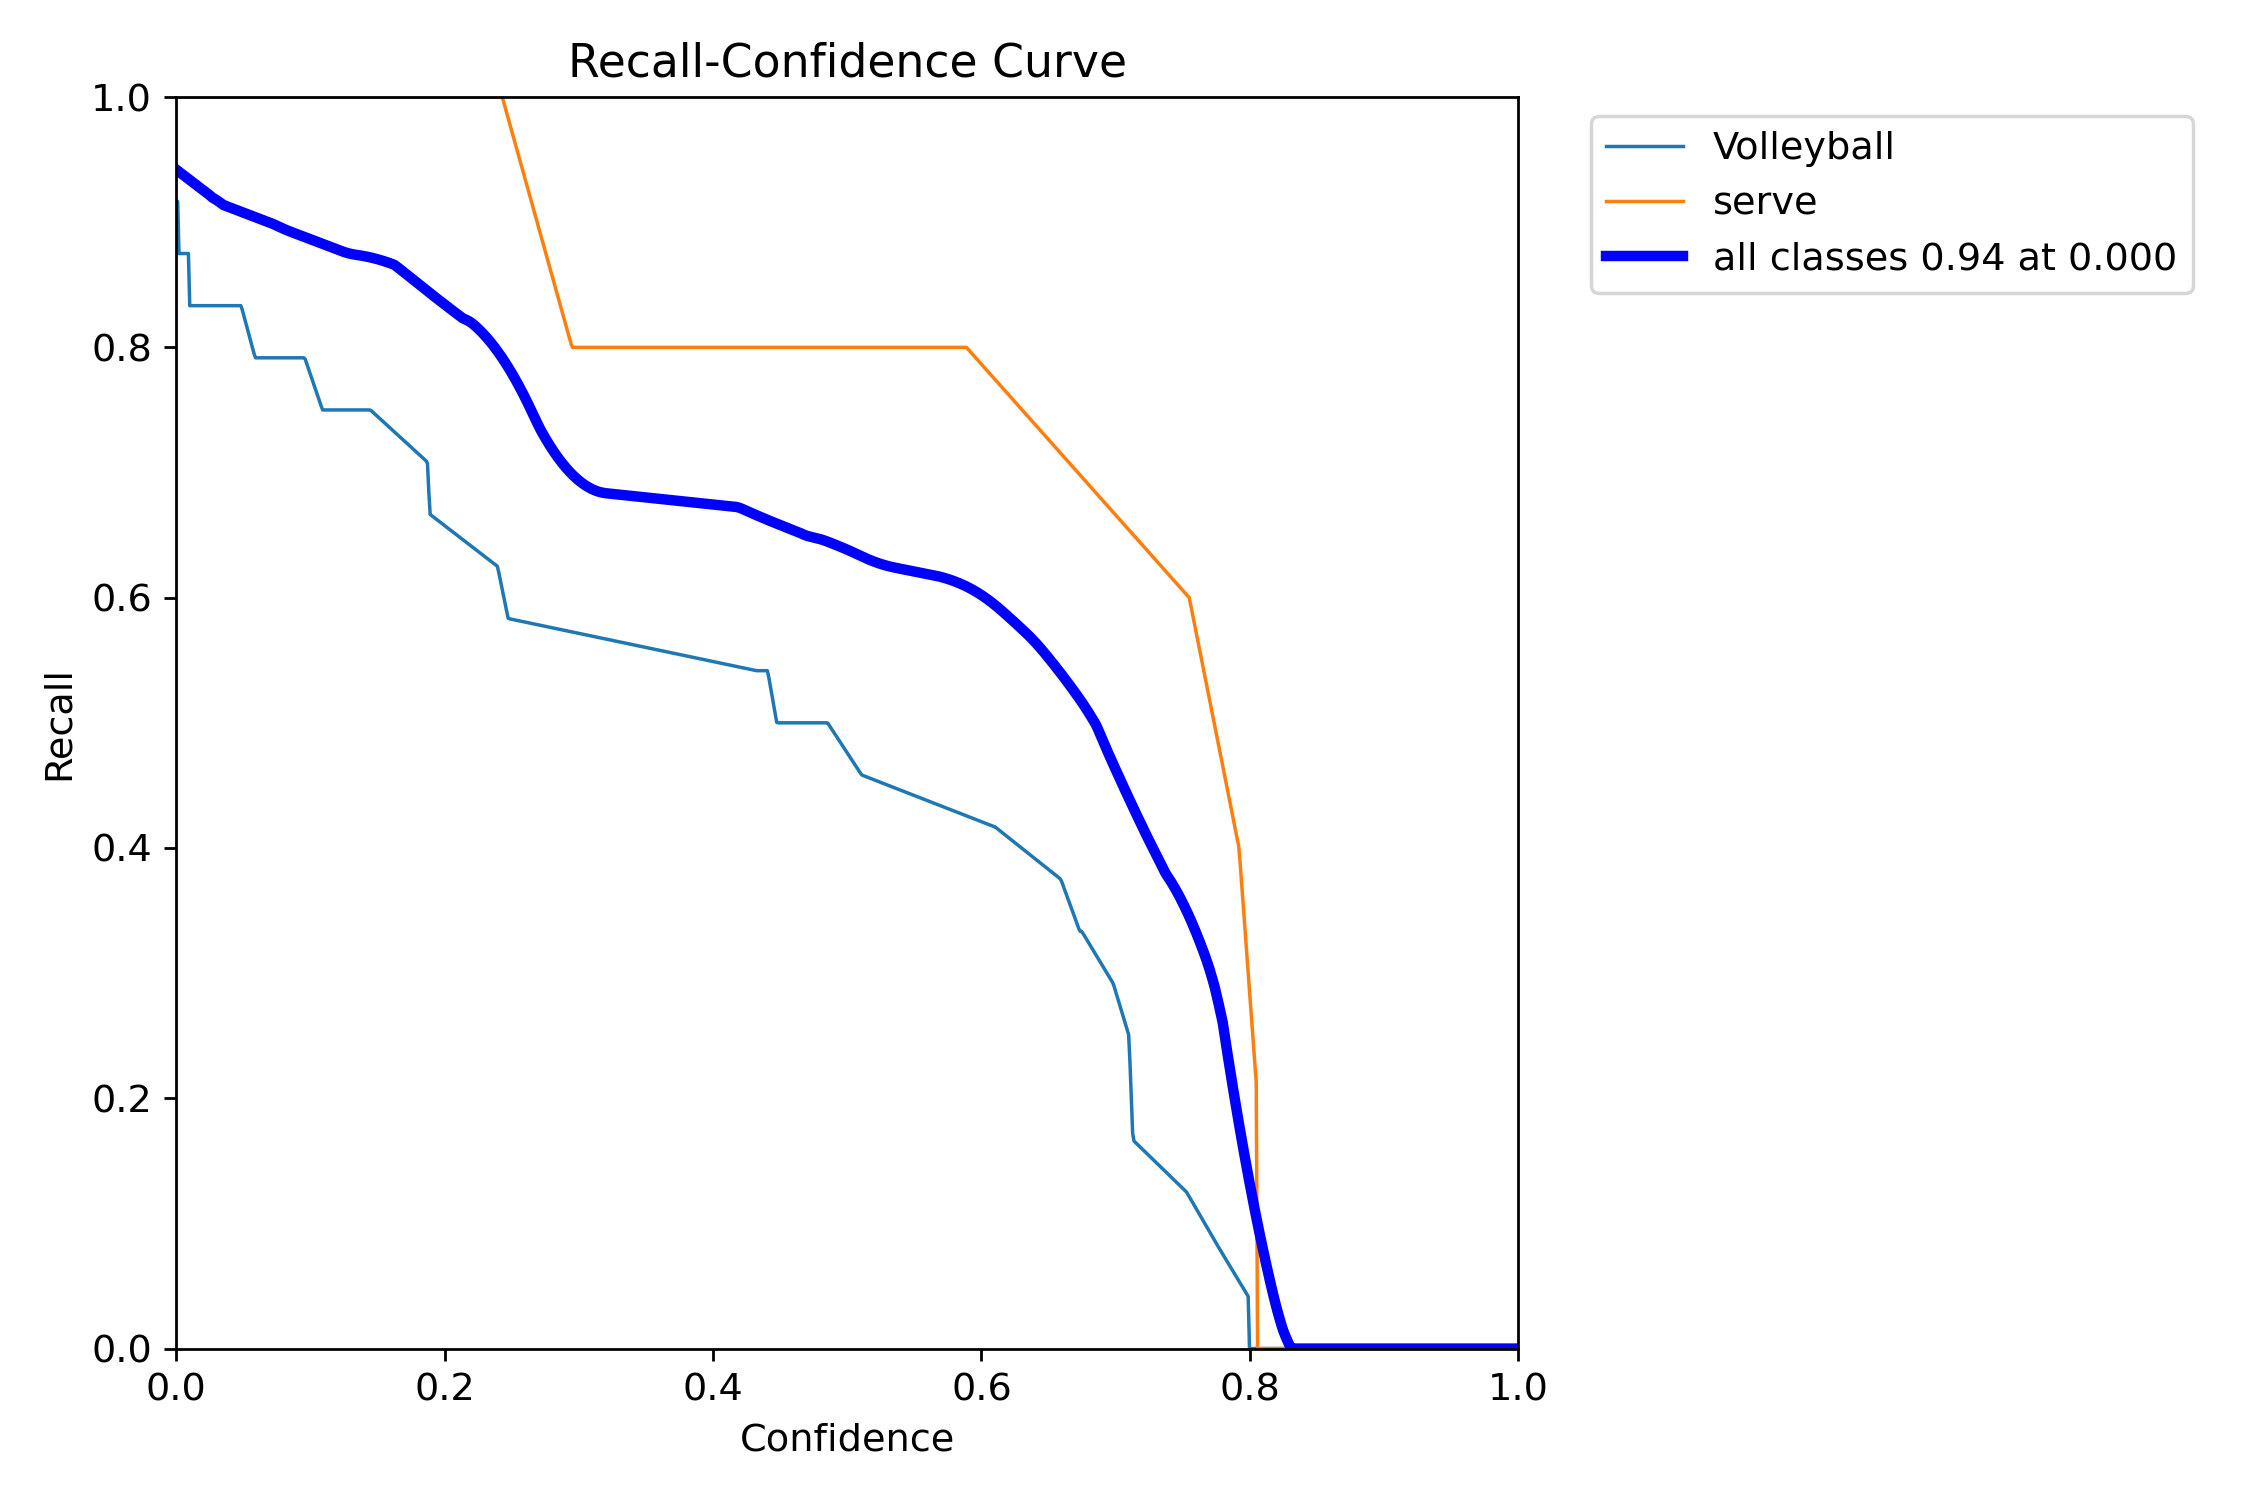 Recall-Confidence Curve
1.0
0.8
0.6
0.4
0.2
0.0
Recall
0.0 0.2 0.4 0.6 0.8 1.0
Confidence
Volleyball
serve
all classes 0.94 at 0.000